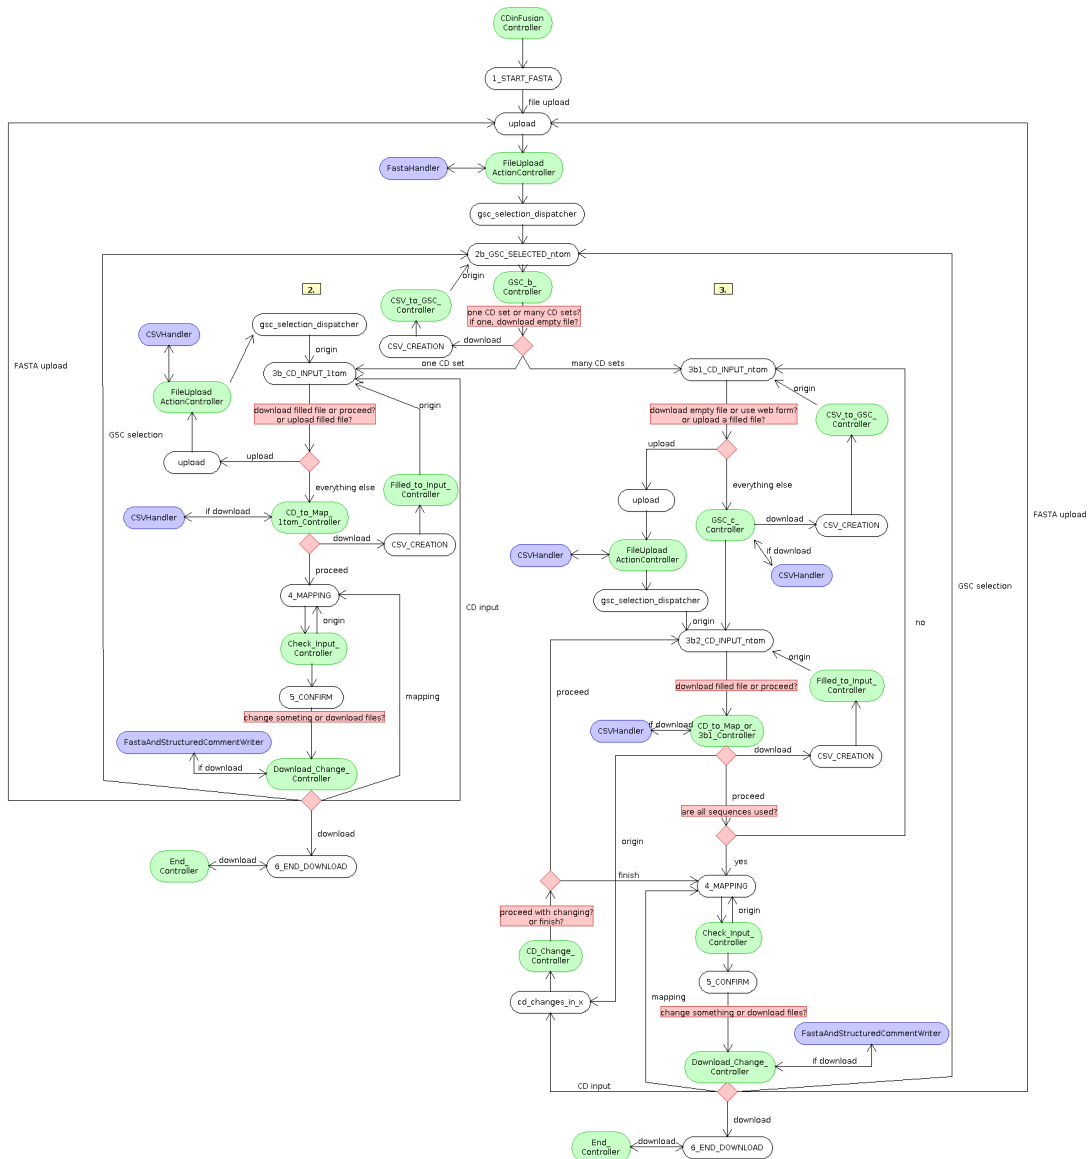 CDinFusion
Controller
1_START_FASTA
file upload
upload
FastaHandler
FileUpload
ActionController
gsc_selection_dispatcher
2b_GSC_SELECTED_ntom
origin
GSC_b_
Controller
CSV_to_GSC_
Controller
2.
3.
one CD set or many CD sets?
if one, download empty file?
gsc_selection_dispatcher
CSVHandler
CSV_CREATION
download
origin
one CD set
many CD sets
FASTA upload
3b_CD_INPUT_1tom
3b1_CD_INPUT_ntom
origin
FileUpload
ActionController
download filled file or proceed?
or upload filled file?
origin
download empty file or use web form?
or upload a filled file?
CSV_to_GSC_
Controller
GSC selection
upload
upload
upload
everything else
Filled_to_Input_
Controller
everything else
upload
CSVHandler
if download
CD_to_Map_
1tom_Controller
download
CSV_CREATION
GSC_c_
Controller
download
CSV_CREATION
FASTA upload
if download
CSVHandler
CSVHandler
FileUpload
ActionController
proceed
GSC selection
4_MAPPING
gsc_selection_dispatcher
CD input
origin
origin
no
Check_Input_
Controller
3b2_CD_INPUT_ntom
origin
5_CONFIRM
mapping
proceed
download filled file or proceed?
Filled_to_Input_
Controller
change someting or download files?
FastaAndStructuredCommentWriter
if download
Download_Change_
Controller
CSVHandler
if download
CD_to_Map_or_
3b1_Controller
download
CSV_CREATION
proceed
are all sequences used?
download
origin
End_
Controller
download
6_END_DOWNLOAD
yes
finish
4_MAPPING
proceed with changing?
or finish?
origin
Check_Input_
Controller
CD_Change_
Controller
5_CONFIRM
cd_changes_in_x
mapping
change something or download files?
FastaAndStructuredCommentWriter
if download
Download_Change_
Controller
CD input
download
End_
Controller
download
6_END_DOWNLOAD